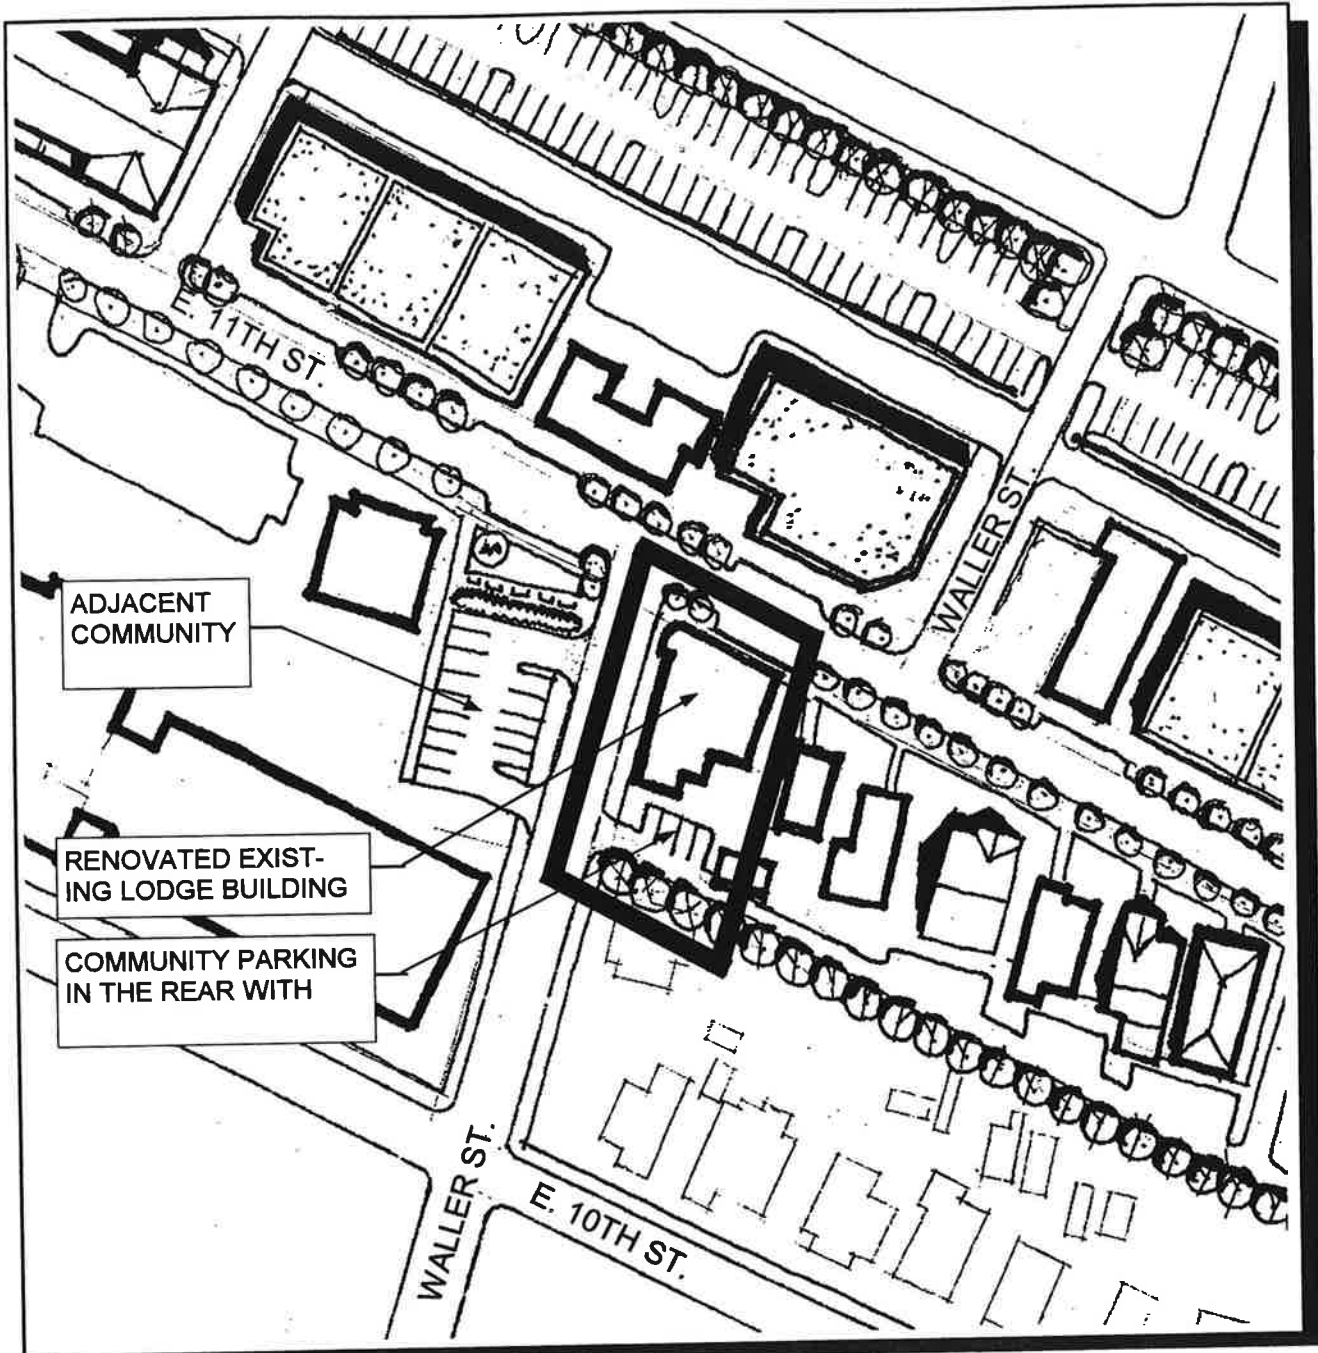 E. 11TH ST.
WALLER ST.
ADJACENT
COMMUNITY
RENOVATED EXIST-
ING LODGE BUILDING
COMMUNITY PARKING
IN THE REAR WITH
WALLER ST.
E. 10TH ST.